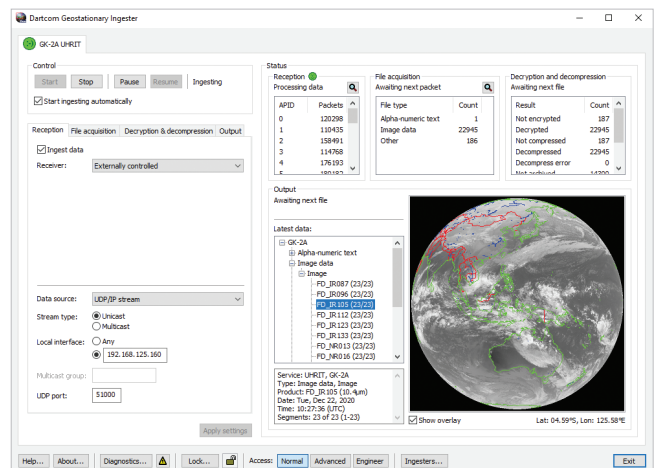 Dartcom Geostationary Ingester
GK-2A UHRIT
Control
Start Stop Pause Resume Ingesting
Start ingesting automatically
Reception File acquisition Decryption & decompression Output
Ingest data
Receiver: Externally controlled
Data source: UDP/IP stream
Stream type: Unicast
Multicast
Local interface: Any
192.168.125.160
Multicast group:
UDP port: 51000
Apply settings
Status
Reception
Processing data
APID Packets
0 120298
1 110435
2 158491
3 114768
4 176193
5 180182
File acquisition
Awaiting next packet
File type Count
Alpha-numeric text 1
Image data 22945
Other 186
Decryption and decompression
Awaiting next file
Result Count
Not encrypted 187
Decrypted 22945
Not compressed 187
Decompressed 22945
Decompress error 0
Not archived
Output
Awaiting next file
Latest data:
GK-2A
Alpha-numeric text
Image data
Image
FD_IR087 (23/23)
FD_IR096 (23/23)
FD_IR105 (23/23)
FD_IR112 (23/23)
FD_IR123 (23/23)
FD_IR133 (23/23)
FD_NR013 (23/23)
FD_NR016 (23/23)
Service: UHRIT, GK-2A
Type: Image data, Image
Product: FD_IR105 (10.4μm)
Date: Tue, Dec 22, 2020
Time: 10:27:36 (UTC)
Segments: 23 of 23 (1-23)
Show overlay
Lat: 04.59°S, Lon: 125.58°E
Help... About... Diagnostics... Lock... Access: Normal Advanced Engineer Ingesters... Exit